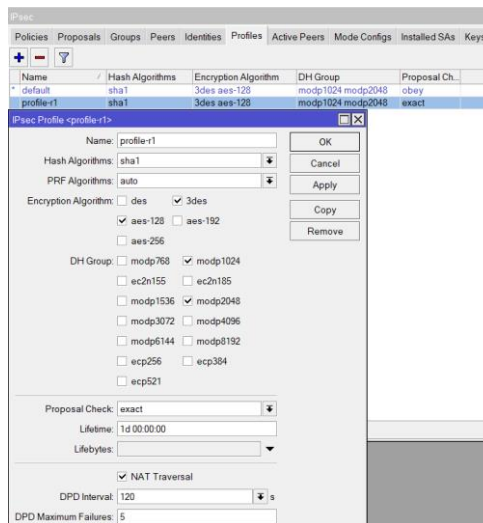 IPsec
Policies Proposals Groups Peers Identities Profiles Active Peers Mode Configs Installed SAs Keys
Name / Hash Algorithms Encryption Algorithm DH Group Proposal Ch...
* default sha1 3des aes-128 modp1024 modp2048 obey
profile-r1 sha1 3des aes-128 modp1024 modp2048 exact
IPsec Profile <profile-r1>
Name: profile-r1 OK
Hash Algorithms: sha1 Cancel
PRF Algorithms: auto Apply
Encryption Algorithm: des 3des Copy
aes-128 aes-192 Remove
aes-256
DH Group: modp768 modp1024
ec2n155 ec2n185
modp1536 modp2048
modp3072 modp4096
modp6144 modp8192
ecp256 ecp384
ecp521
Proposal Check: exact
Lifetime: 1d 00:00:00
Lifebytes:
NAT Traversal
DPD Interval: 120 s
DPD Maximum Failures: 5